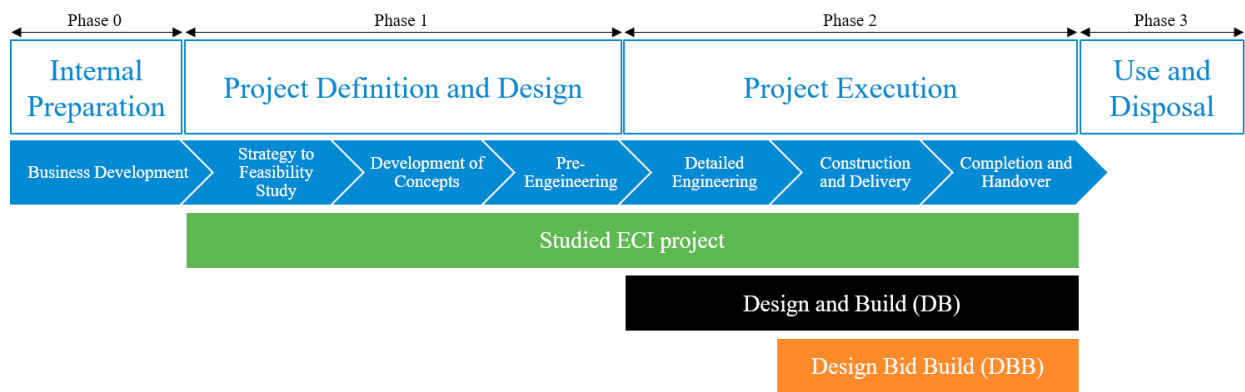 Phase 0
Phase 1
Phase 2
Phase 3
Internal
Preparation
Project Definition and Design
Project Execution
Use and
Disposal
Business Development
Strategy to
Feasibility
Study
Development of
Concepts
Pre-
Engeineering
Detailed
Engineering
Construction
and Delivery
Completion and
Handover
Studied ECI project
Design and Build (DB)
Design Bid Build (DBB)